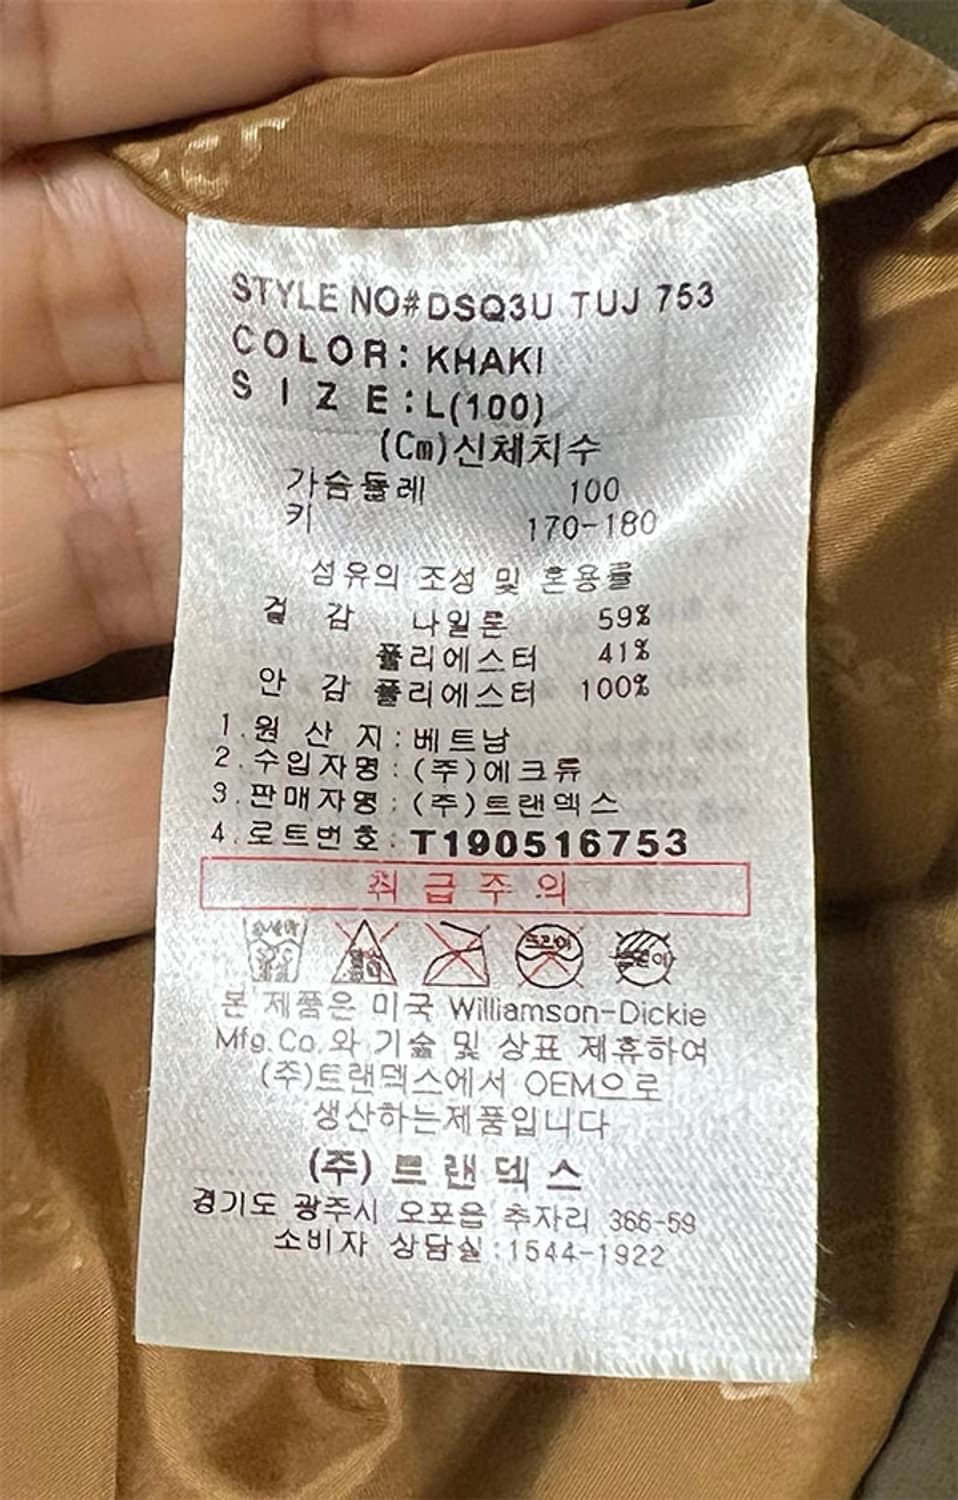 STYLE NO#DSQ3U TUJ 753
COLOR: KHAKI
SIZE:L(100)
(Cm)신체치수
가슴둘레 100
키 170-180
섬유의 조성 및 혼용률
겉 감 나일론 59%
폴리에스터 41%
안 감 폴리에스터 100%
1.원 산 지:베트남
2.수입자명:(주)에크류
3.판매자명:(주)트랜덱스
4.로트번호:T190516753
취급주의
드라이
본 제품은 미국 Williamson-Dickie
Mfg.Co.와 기술 및 상표 제휴하여
(주)트랜덱스에서 OEM으로
생산하는제품입니다
(주)트랜덱스
경기도 광주시 오포읍 추자리 366-59
소비자 상담실:1544-1922